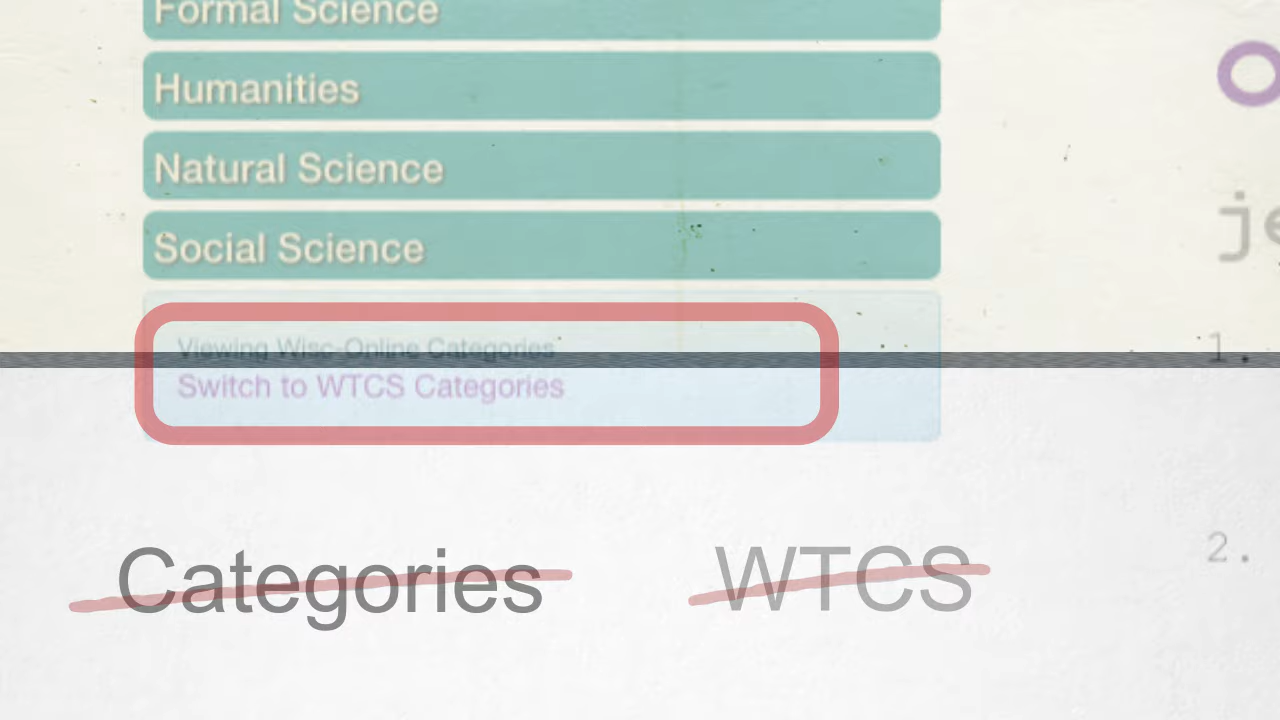 Formal Science
Humanities
Natural Science
Social Science
Viewing Wisc-Online Categories
Switch to WTCS Categories
Categories WTCS
1.
2.